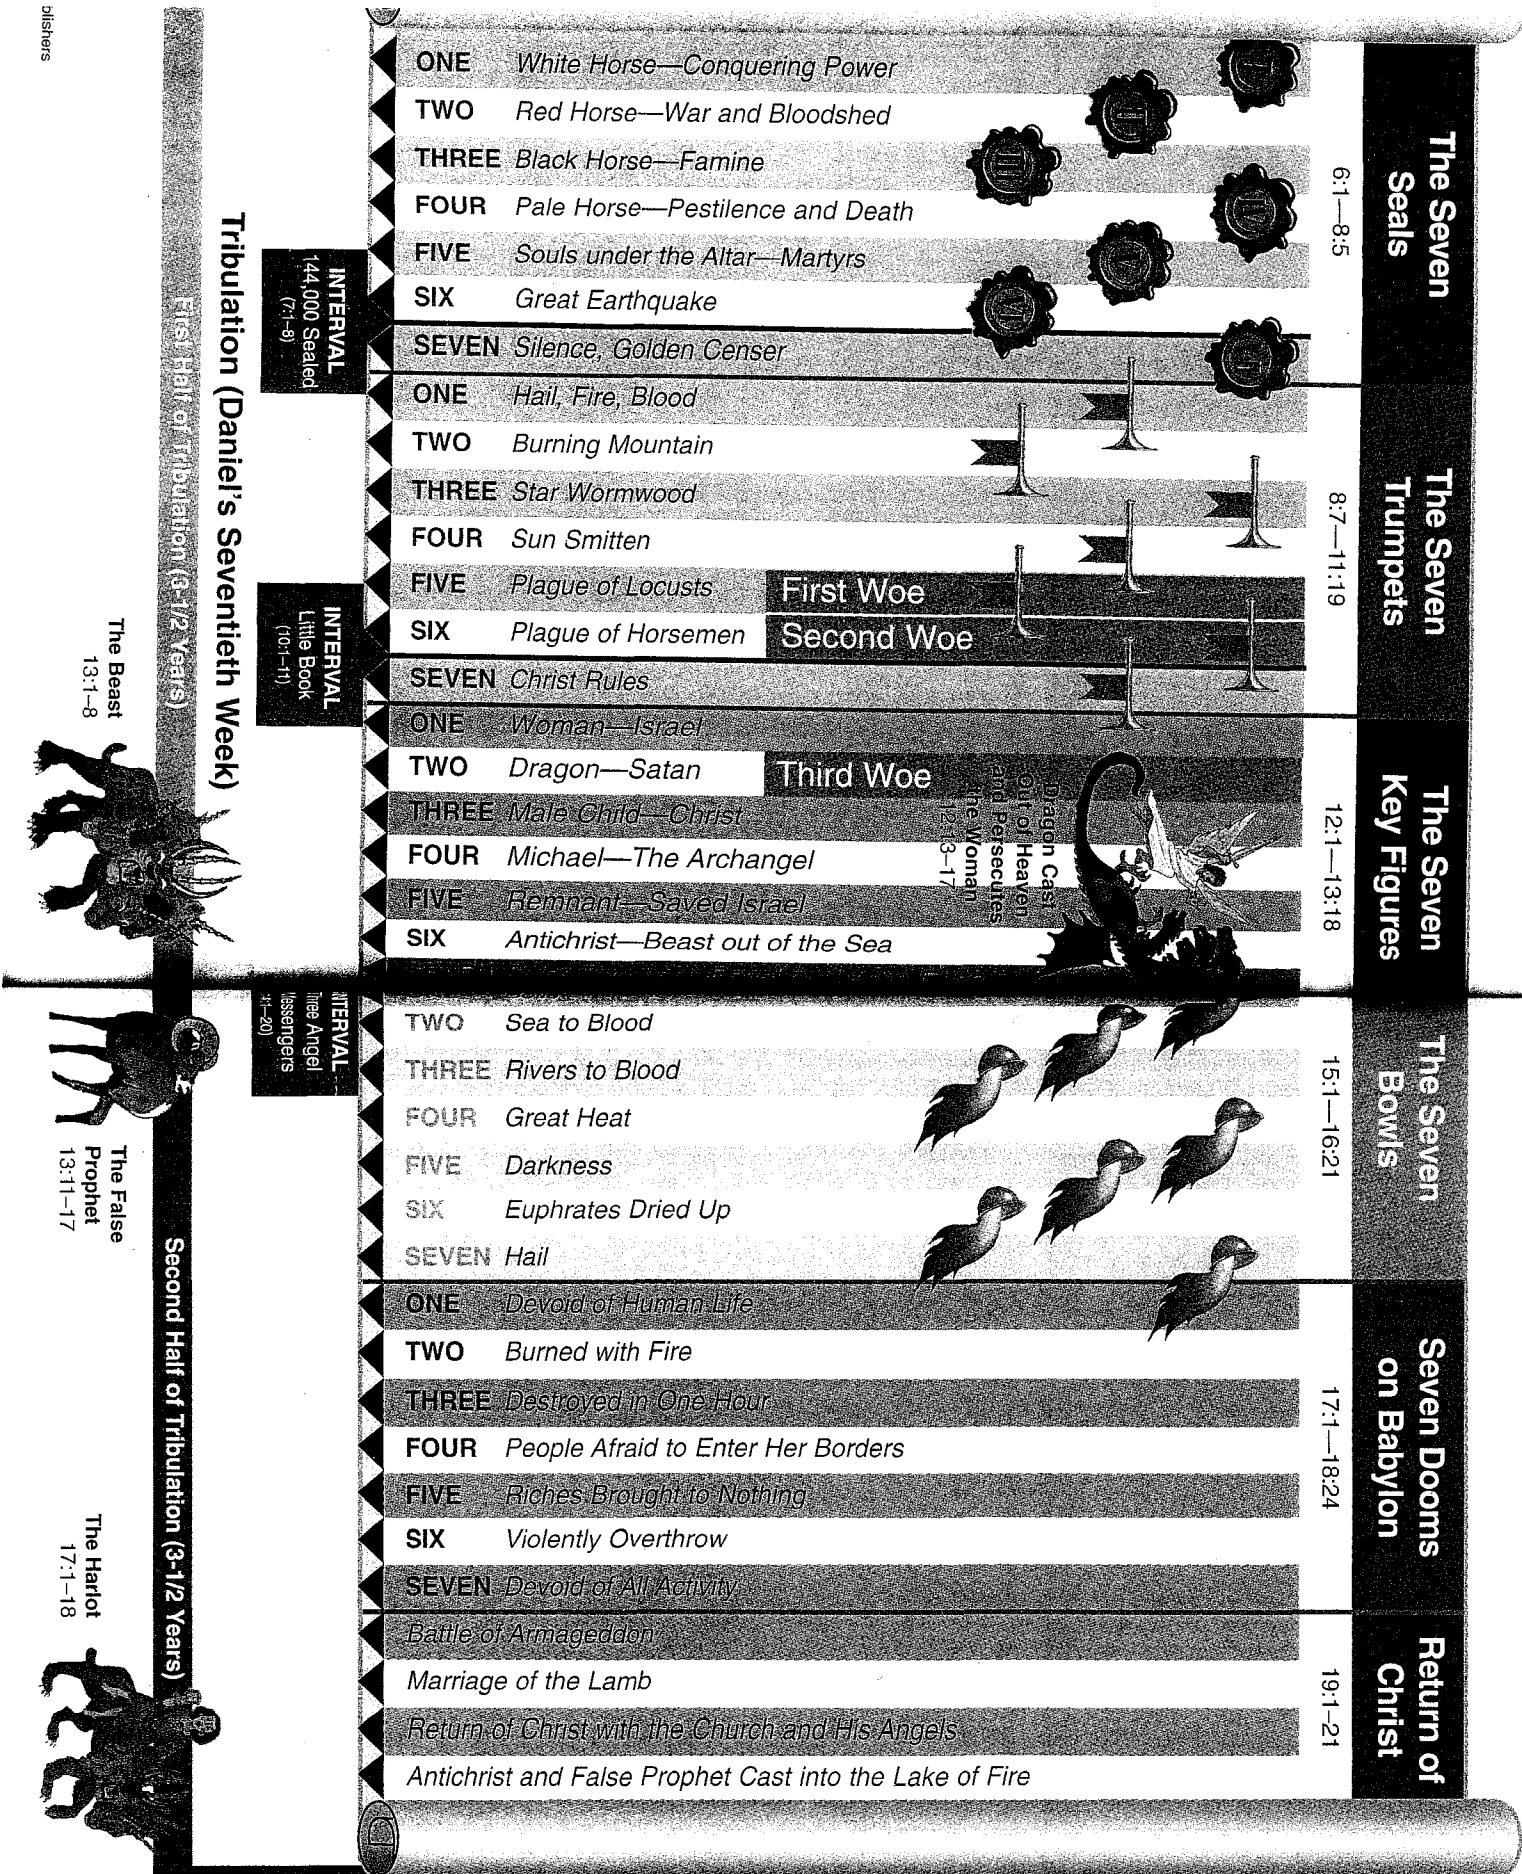 blishers
The Seven
Seals
6:1—8:5
ONE White Horse—Conquering Power
TWO Red Horse—War and Bloodshed
THREE Black Horse—Famine
FOUR Pale Horse—Pestilence and Death
FIVE Souls under the Altar—Martyrs
SIX Great Earthquake
SEVEN Silence, Golden Censer
I
II
III
IV
V
VI
VII
INTERVAL
144,000 Sealed
(7:1–8)
The Seven
Trumpets
8:7—11:19
ONE Hail, Fire, Blood
TWO Burning Mountain
THREE Star Wormwood
FOUR Sun Smitten
FIVE Plague of Locusts First Woe
SIX Plague of Horsemen Second Woe
SEVEN Christ Rules
INTERVAL
Little Book
(10:1–11)
The Seven
Key Figures
12:1—13:18
ONE Woman—Israel
TWO Dragon—Satan Third Woe
THREE Male Child—Christ
FOUR Michael—The Archangel
FIVE Remnant—Saved Israel
SIX Antichrist—Beast out of the Sea
Dragon Cast
Out of Heaven
and Persecutes
the Woman
12:13–17
NTERVAL
hree Angel
Messengers
4:1–20)
The Seven
Bowls
15:1—16:21
TWO Sea to Blood
THREE Rivers to Blood
FOUR Great Heat
FIVE Darkness
SIX Euphrates Dried Up
SEVEN Hail
Seven Dooms
on Babylon
17:1—18:24
ONE Devoid of Human Life
TWO Burned with Fire
THREE Destroyed in One Hour
FOUR People Afraid to Enter Her Borders
FIVE Riches Brought to Nothing
SIX Violently Overthrow
SEVEN Devoid of All Activity
Return of
Christ
19:1–21
Battle of Armageddon
Marriage of the Lamb
Return of Christ with the Church and His Angels
Antichrist and False Prophet Cast into the Lake of Fire
Tribulation (Daniel's Seventieth Week)
First Half of Tribulation (3-1/2 Years)
Second Half of Tribulation (3-1/2 Years)
The Beast
13:1–8
The False
Prophet
13:11–17
The Harlot
17:1–18